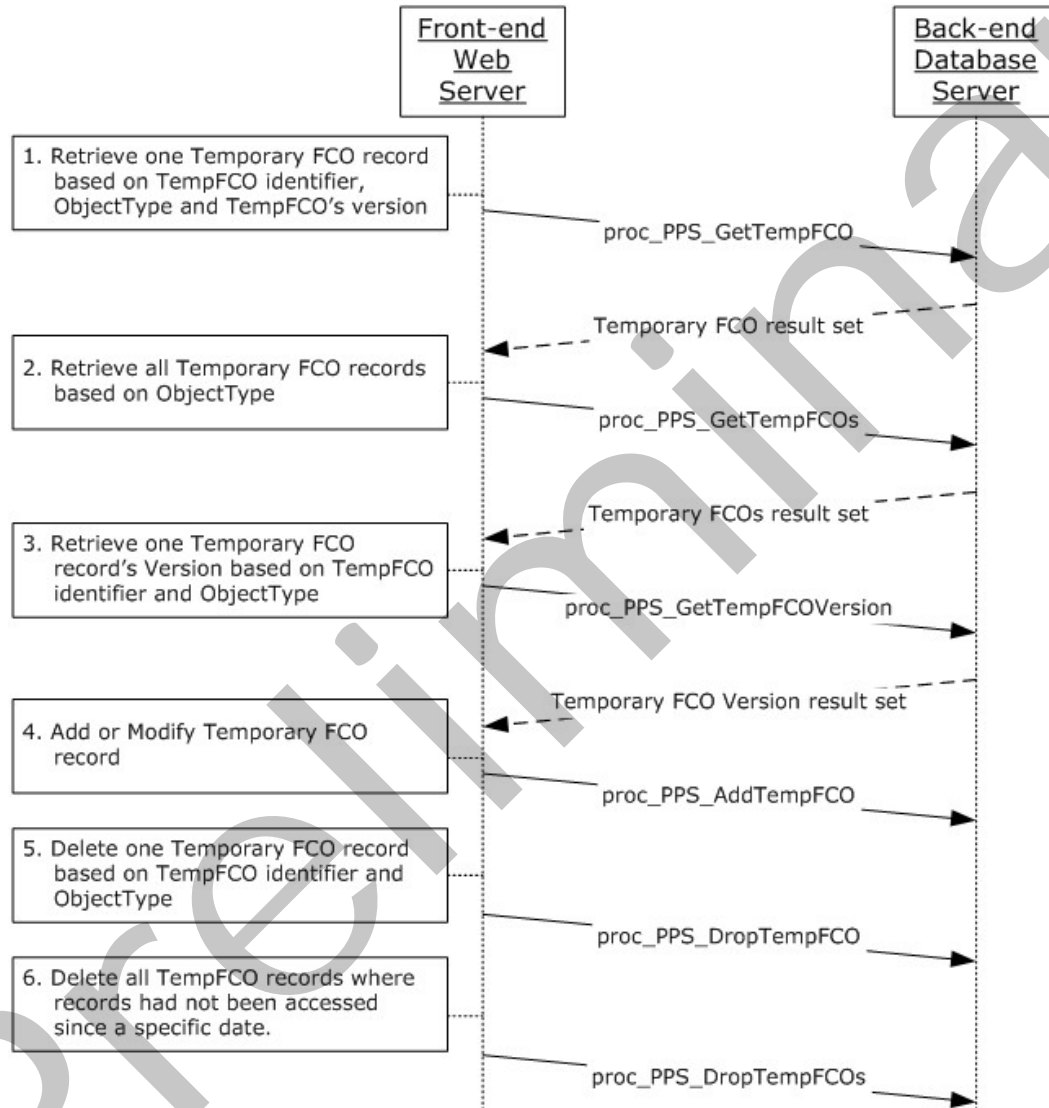 Front-end
Web
Server
Back-end
Database
Server
1. Retrieve one Temporary FCO record
based on TempFCO identifier,
ObjectType and TempFCO's version
proc_PPS_GetTempFCO
Temporary FCO result set
2. Retrieve all Temporary FCO records
based on ObjectType
proc_PPS_GetTempFCOs
Temporary FCOs result set
3. Retrieve one Temporary FCO
record's Version based on TempFCO
identifier and ObjectType
proc_PPS_GetTempFCOVersion
Temporary FCO Version result set
4. Add or Modify Temporary FCO
record
proc_PPS_AddTempFCO
5. Delete one Temporary FCO record
based on TempFCO identifier and
ObjectType
proc_PPS_DropTempFCO
6. Delete all TempFCO records where
records had not been accessed
since a specific date.
proc_PPS_DropTempFCOs
Prelimina